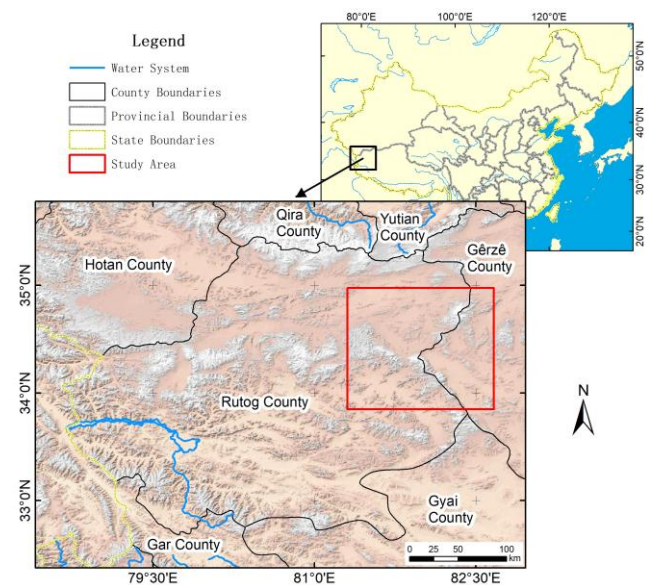 Legend
Water System
County Boundaries
Provincial Boundaries
State Boundaries
Study Area
80°0'E
100°0'E
120°0'E
50°0'N
40°0'N
30°0'N
20°0'N
Qira
County
Yutian
County
Gêrzê
County
Hotan County
Rutog County
Gyai
County
Gar County
35°0'N
34°0'N
33°0'N
N
0 25 50 100
km
79°30'E
81°0'E
82°30'E